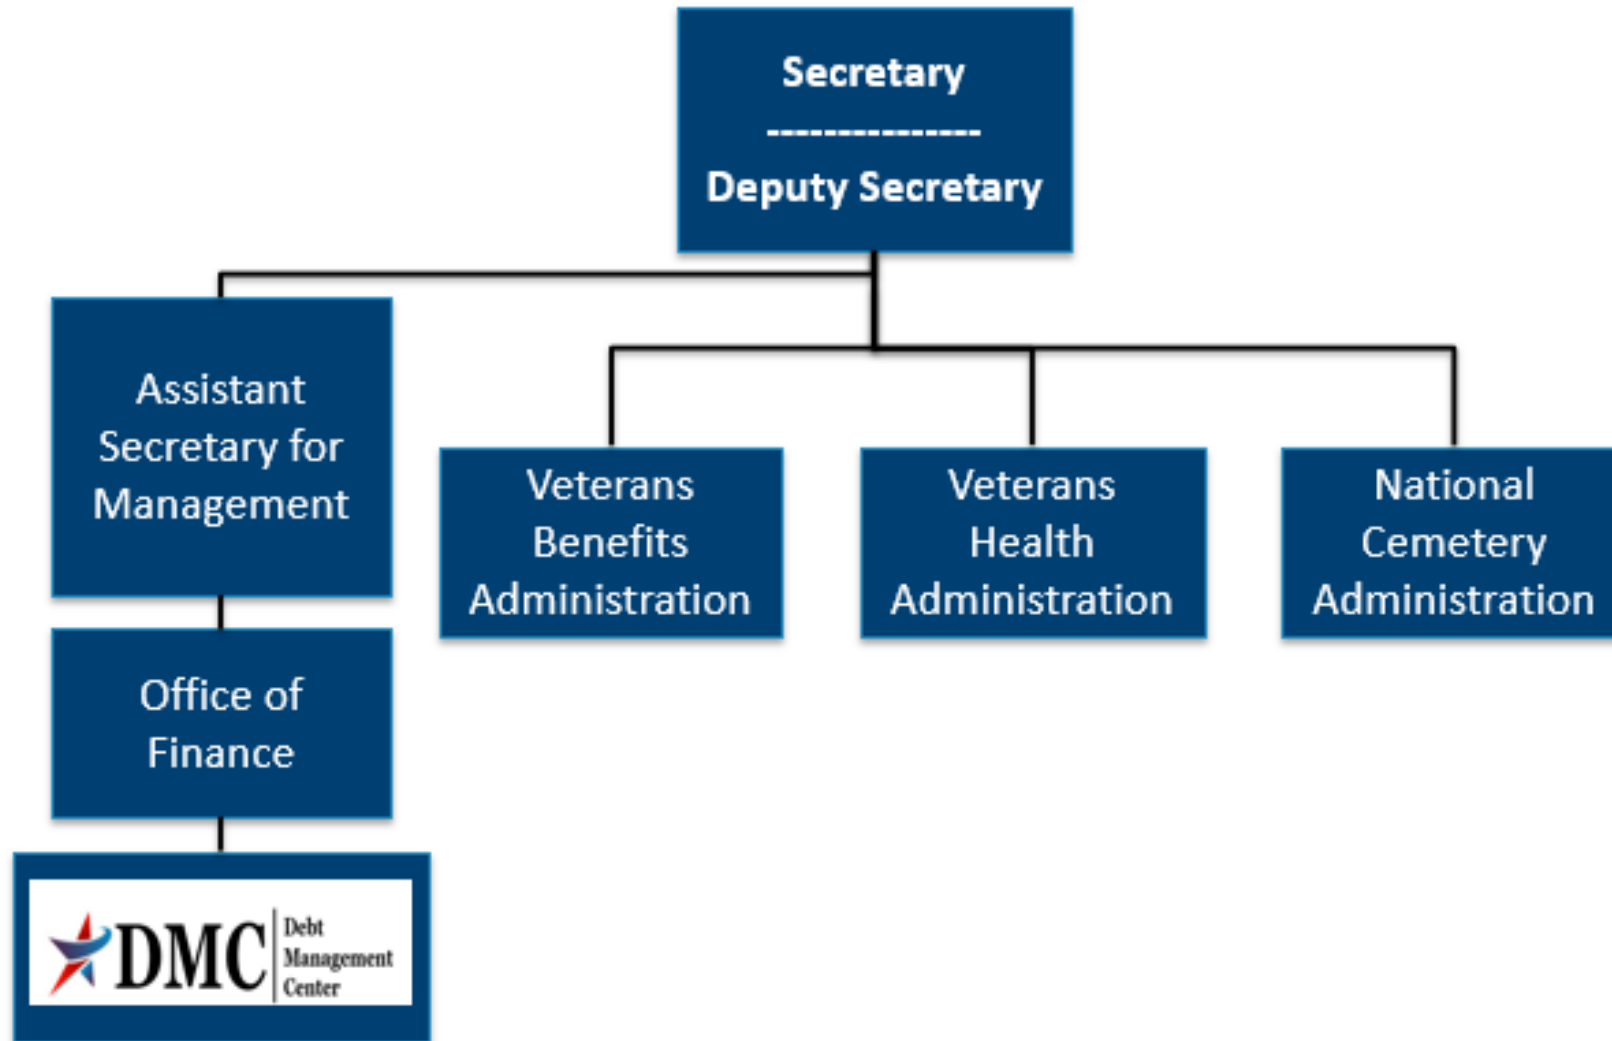 Secretary
---------------
Deputy Secretary
Assistant
Secretary for
Management
Veterans
Benefits
Administration
Veterans
Health
Administration
National
Cemetery
Administration
Office of
Finance
DMC
Debt
Management
Center